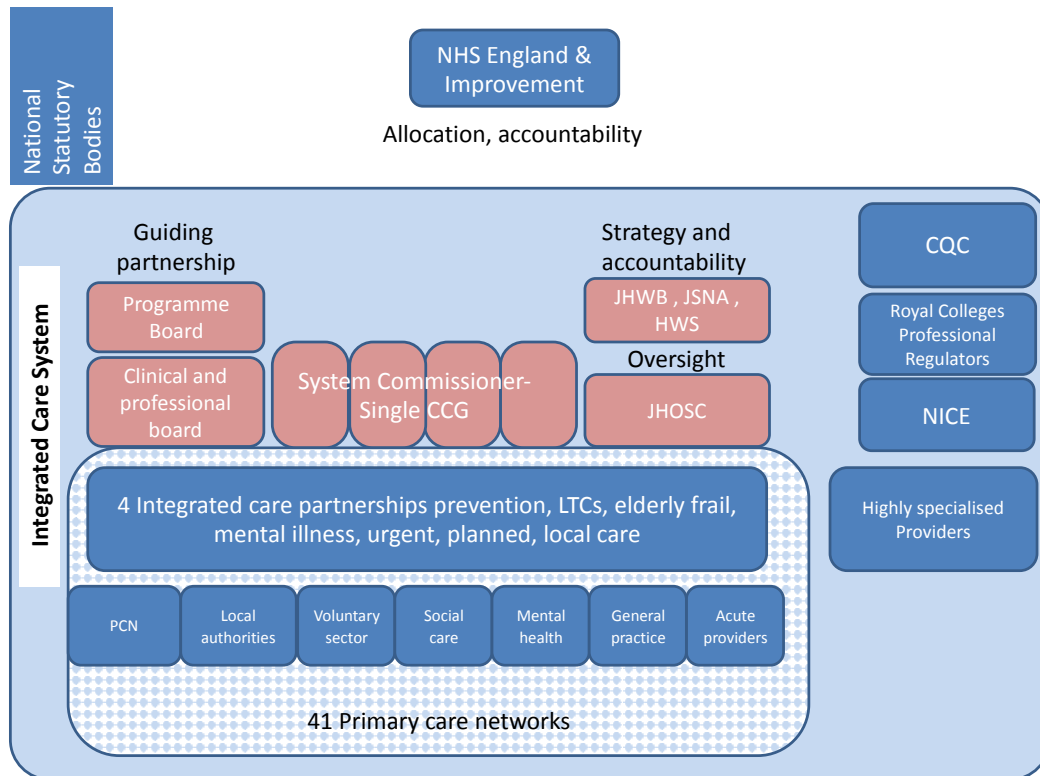 National
Statutory
Bodies
NHS England &
Improvement
Allocation, accountability
Integrated Care System
Guiding
partnership
Programme
Board
Clinical and
professional
board
System Commissioner-
Single CCG
Strategy and
accountability
JHWB , JSNA ,
HWS
Oversight
JHOSC
CQC
Royal Colleges
Professional
Regulators
NICE
Highly specialised
Providers
4 Integrated care partnerships prevention, LTCs, elderly frail,
mental illness, urgent, planned, local care
PCN
Local
authorities
Voluntary
sector
Social
care
Mental
health
General
practice
Acute
providers
41 Primary care networks